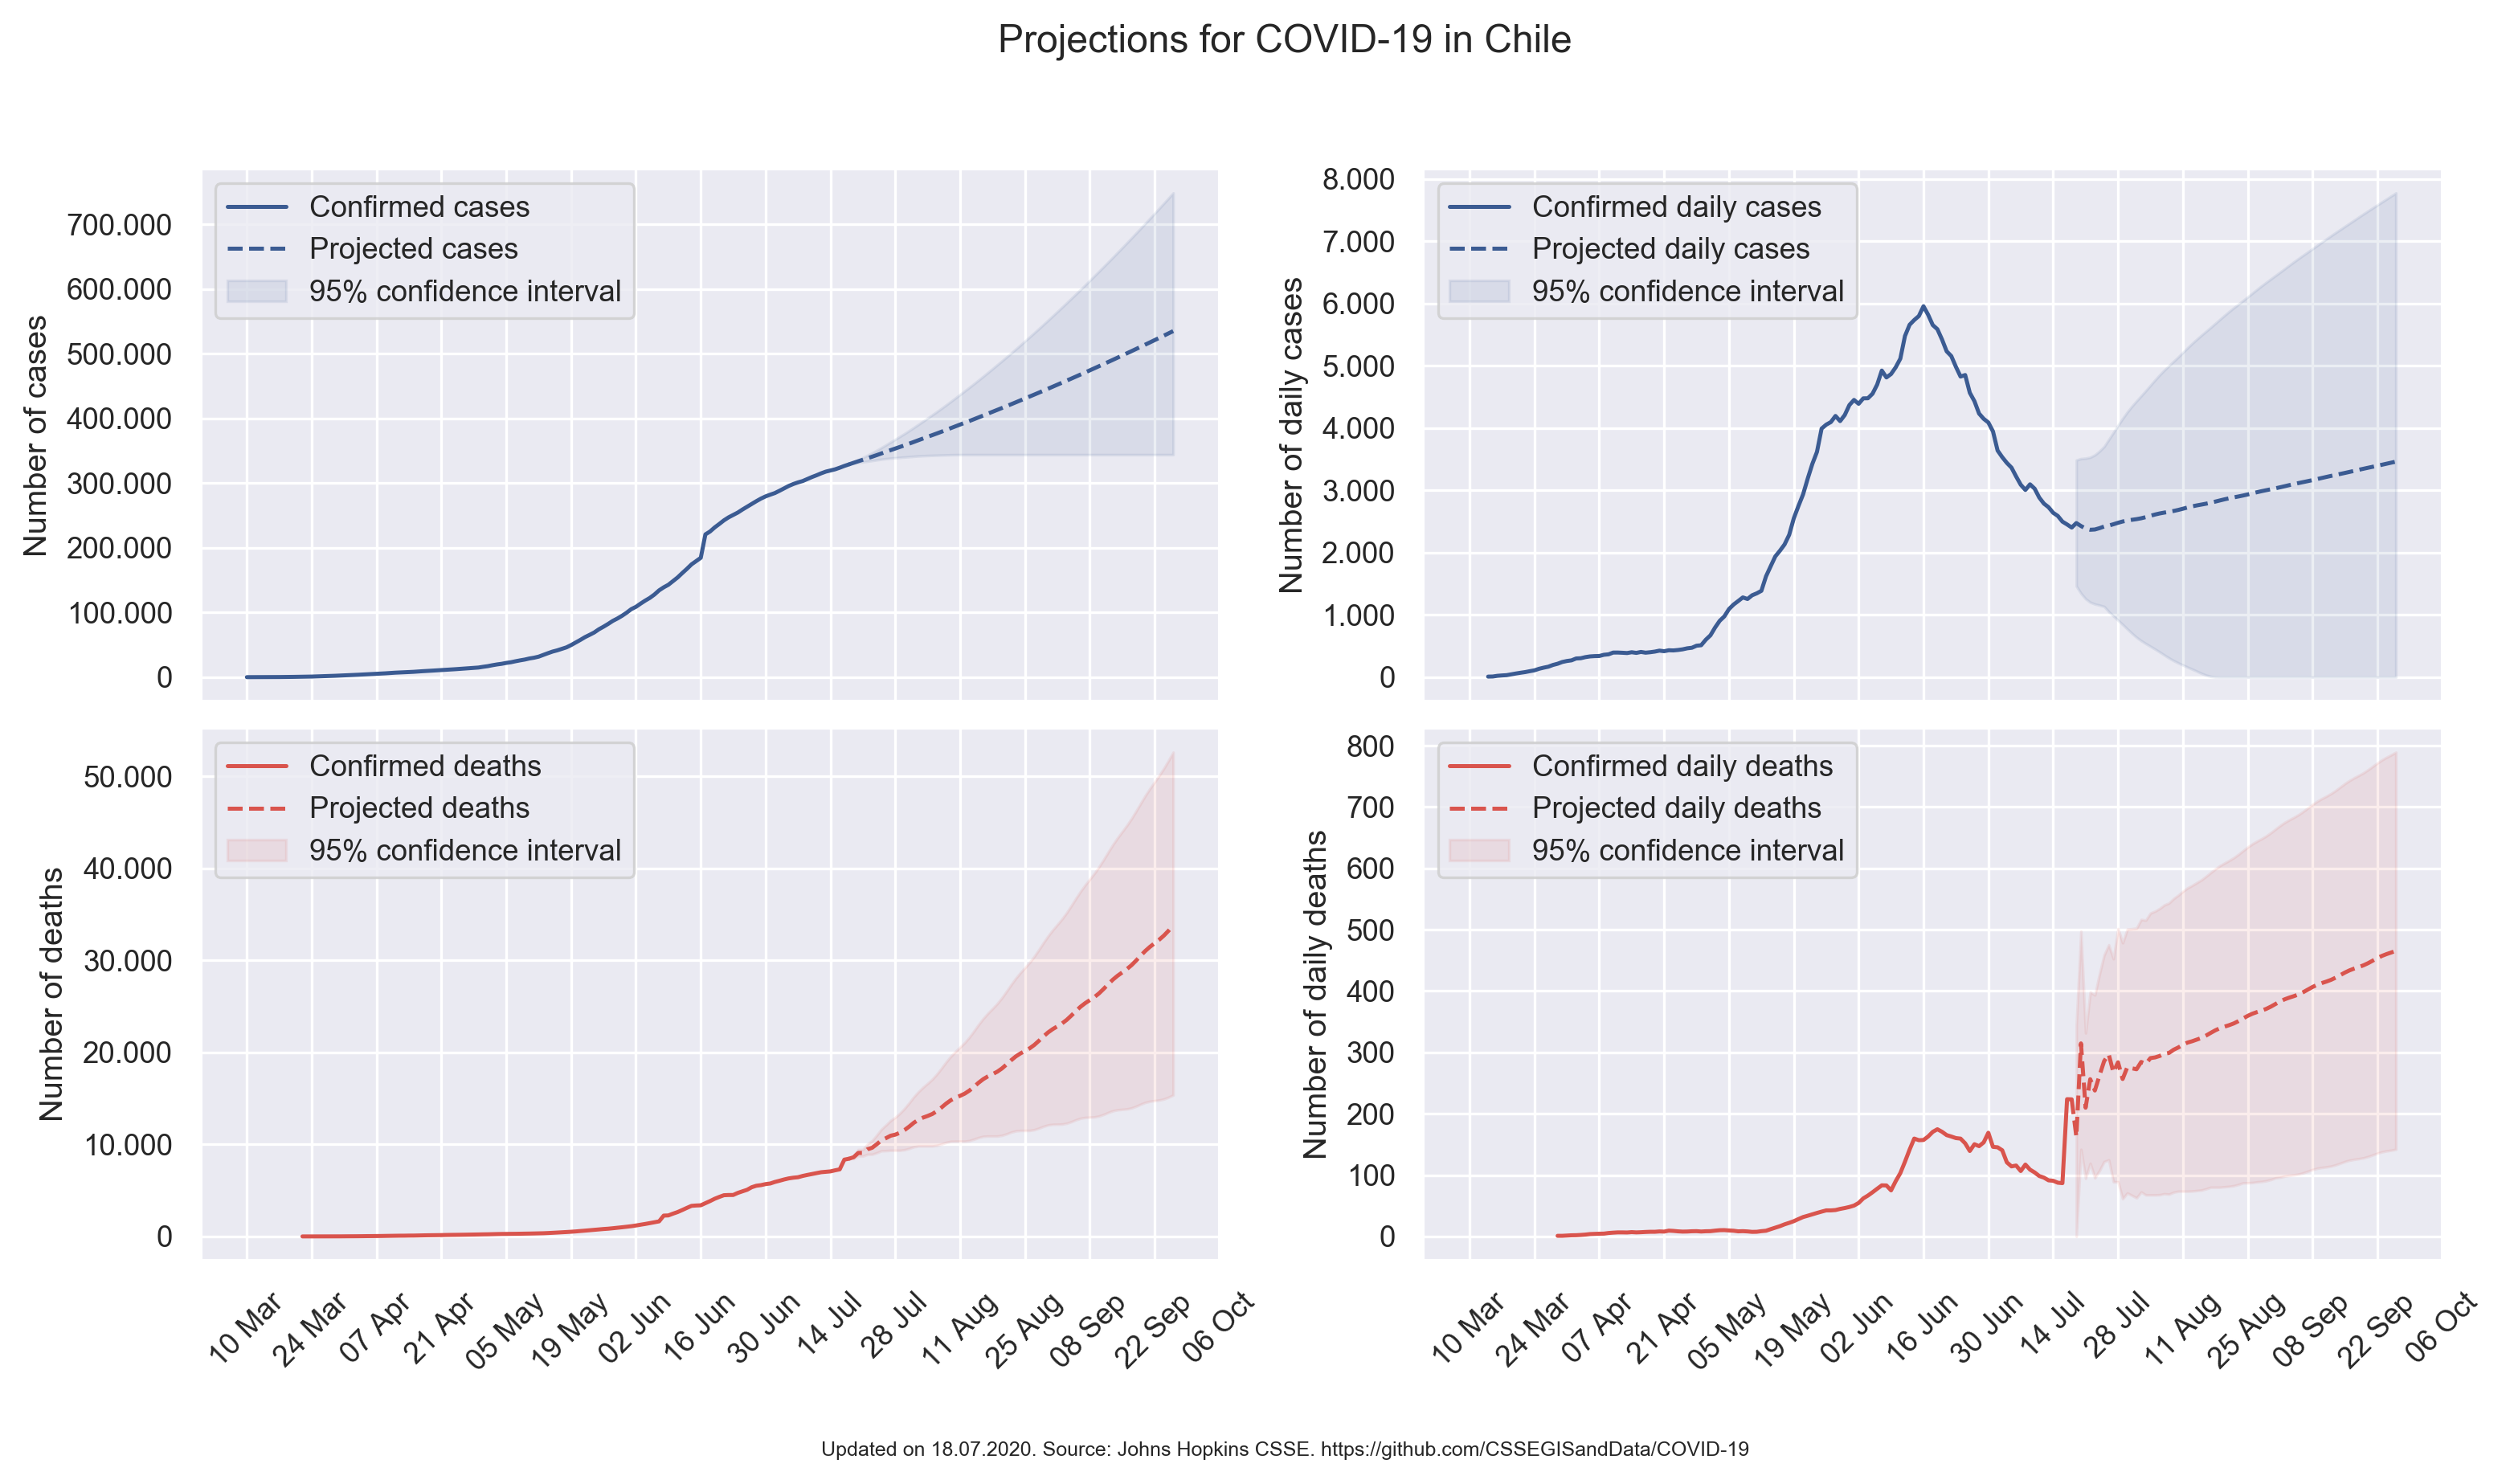 Projections for COVID-19 in Chile
Number of cases
700.000
600.000
500.000
400.000
300.000
200.000
100.000
0
Confirmed cases
Projected cases
95% confidence interval
Number of daily cases
8.000
7.000
6.000
5.000
4.000
3.000
2.000
1.000
0
Confirmed daily cases
Projected daily cases
95% confidence interval
Number of deaths
50.000
40.000
30.000
20.000
10.000
0
Confirmed deaths
Projected deaths
95% confidence interval
10 Mar
24 Mar
07 Apr
21 Apr
05 May
19 May
02 Jun
16 Jun
30 Jun
14 Jul
28 Jul
11 Aug
25 Aug
08 Sep
22 Sep
06 Oct
Number of daily deaths
800
700
600
500
400
300
200
100
0
Confirmed daily deaths
Projected daily deaths
95% confidence interval
10 Mar
24 Mar
07 Apr
21 Apr
05 May
19 May
02 Jun
16 Jun
30 Jun
14 Jul
28 Jul
11 Aug
25 Aug
08 Sep
22 Sep
06 Oct
Updated on 18.07.2020. Source: Johns Hopkins CSSE. https://github.com/CSSEGISandData/COVID-19